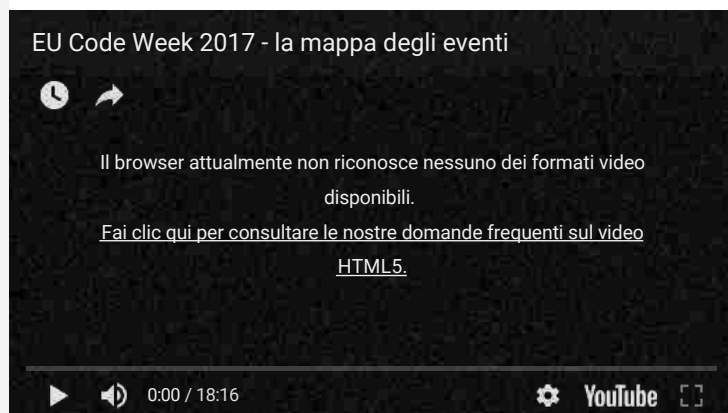 EU Code Week 2017 - la mappa degli eventi
Il browser attualmente non riconosce nessuno dei formati video
disponibili.
Fai clic qui per consultare le nostre domande frequenti sul video
HTML5.
0:00 / 18:16
YouTube